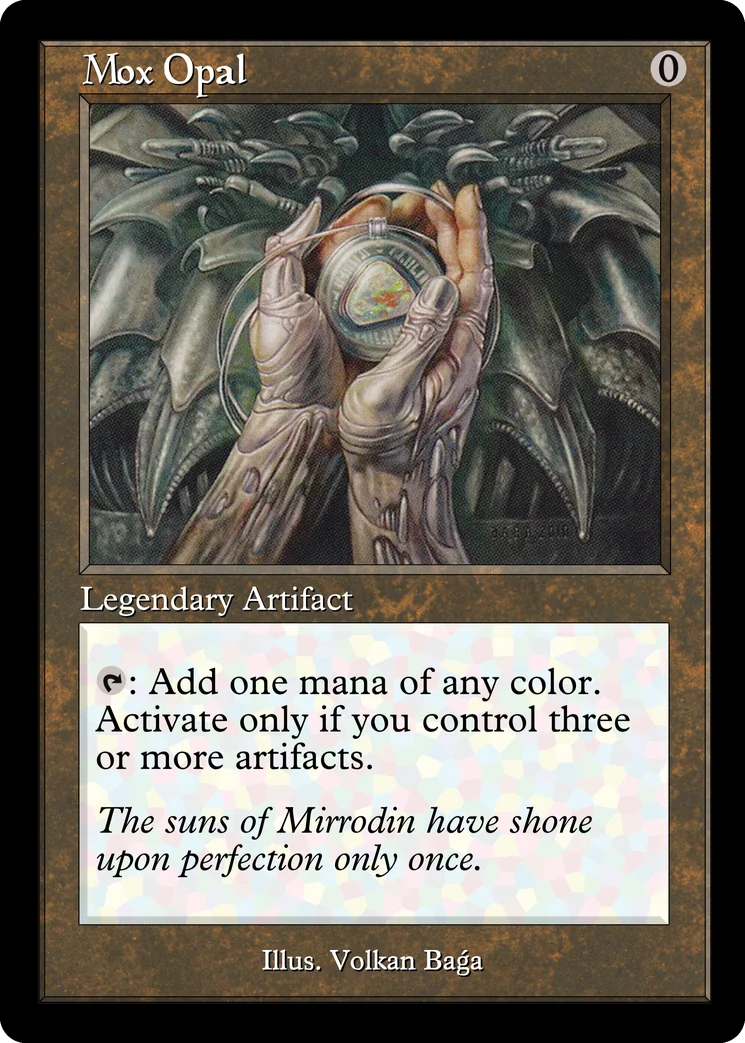 Mox Opal 0
Legendary Artifact
: Add one mana of any color.
Activate only if you control three
or more artifacts.
The suns of Mirrodin have shone
upon perfection only once.
Illus. Volkan Baǵa